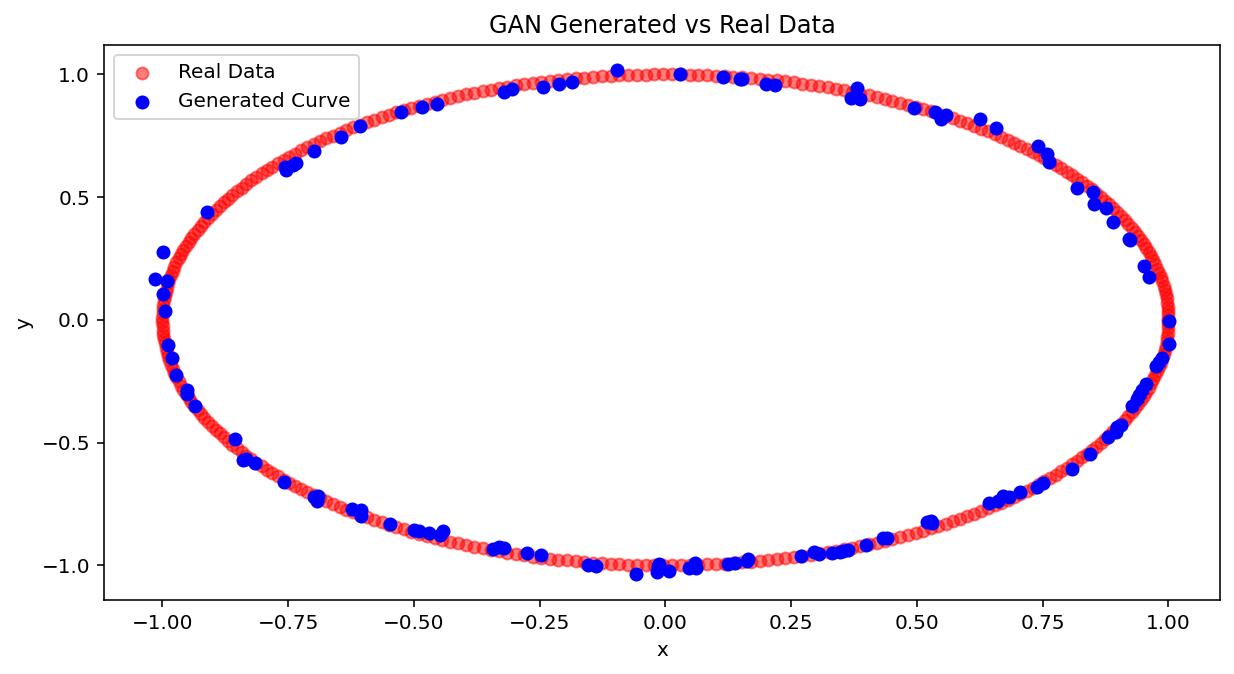 GAN Generated vs Real Data
Real Data
Generated Curve
1.0
0.5
0.0
−0.5
−1.0
y
−1.00 −0.75 −0.50 −0.25 0.00 0.25 0.50 0.75 1.00
x